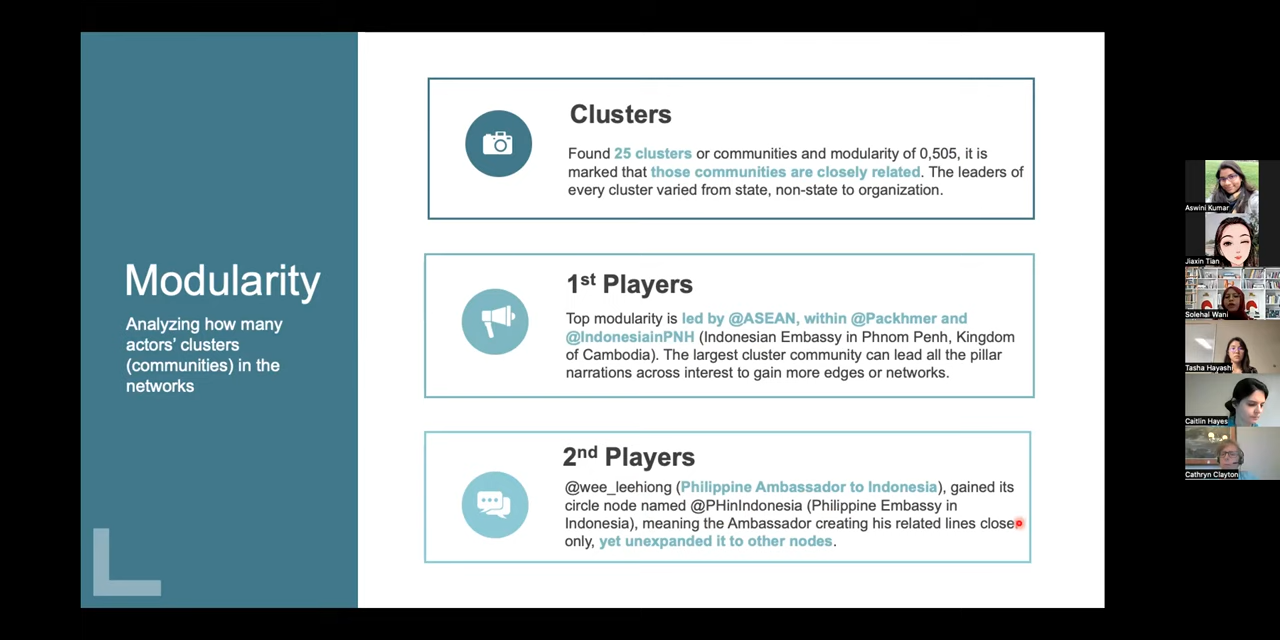 Modularity
Analyzing how many
actors' clusters
(communities) in the
networks
Clusters
Found 25 clusters or communities and modularity of 0,505, it is
marked that those communities are closely related. The leaders of
every cluster varied from state, non-state to organization.
1st Players
Top modularity is led by @ASEAN, within @Packhmer and
@IndonesiainPNH (Indonesian Embassy in Phnom Penh, Kingdom
of Cambodia). The largest cluster community can lead all the pillar
narrations across interest to gain more edges or networks.
2nd Players
@wee_leehiong (Philippine Ambassador to Indonesia), gained its
circle node named @PHinIndonesia (Philippine Embassy in
Indonesia), meaning the Ambassador creating his related lines closer
only, yet unexpanded it to other nodes.
Aswini Kumar
Jiaxin Tian
Solehal Wani
Tasha Hayashi
Caitlin Hayes
Cathryn Clayton